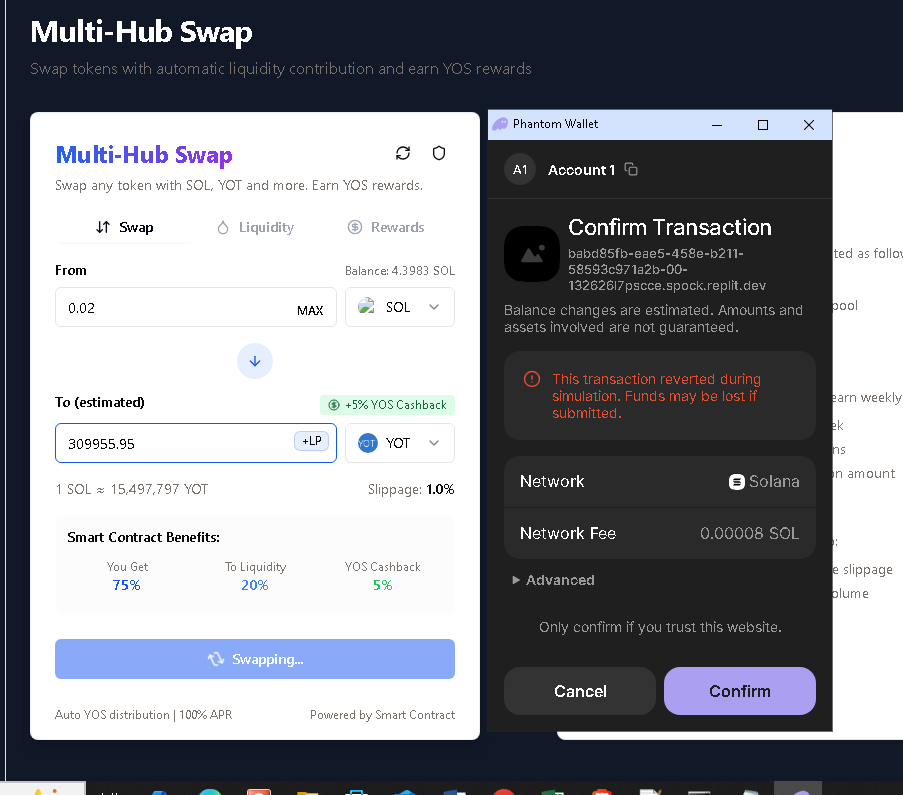 Multi-Hub Swap
Swap tokens with automatic liquidity contribution and earn YOS rewards
Multi-Hub Swap
Swap any token with SOL, YOT and more. Earn YOS rewards.
Swap
Liquidity
Rewards
From
Balance: 4.3983 SOL
0.02
MAX
SOL
To (estimated)
+5% YOS Cashback
309955.95
+LP
YOT
YOT
1 SOL ≈ 15,497,797 YOT
Slippage: 1.0%
Smart Contract Benefits:
You Get
To Liquidity
YOS Cashback
75%
20%
5%
Swapping...
Auto YOS distribution | 100% APR
Powered by Smart Contract
Phantom Wallet
A1
Account 1
Confirm Transaction
babd85fb-eae5-458e-b211-
58593c971a2b-00-
132626l7pscce.spock.replit.dev
Balance changes are estimated. Amounts and
assets involved are not guaranteed.
This transaction reverted during
simulation. Funds may be lost if
submitted.
Network
Solana
Network Fee
0.00008 SOL
Advanced
Only confirm if you trust this website.
Cancel
Confirm
ted as follow
pool
earn weekly
ek
ns
on amount
o:
e slippage
olume